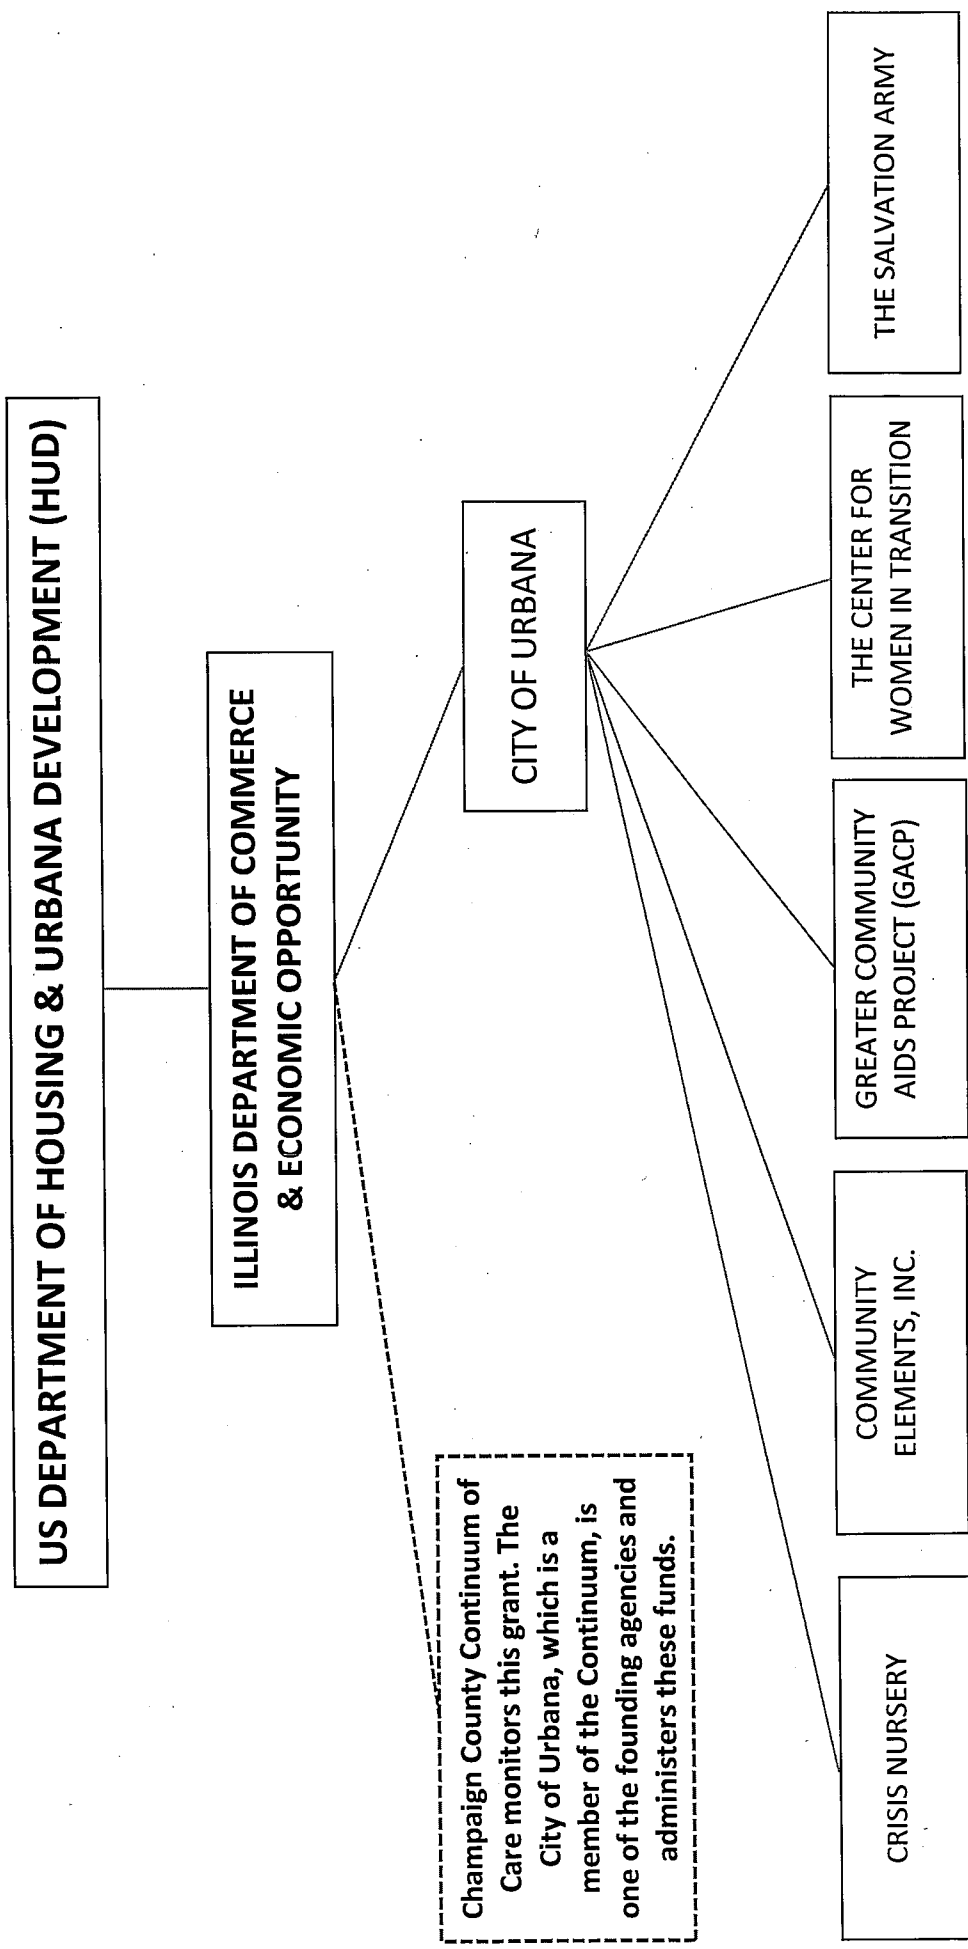 US DEPARTMENT OF HOUSING & URBANA DEVELOPMENT (HUD)
ILLINOIS DEPARTMENT OF COMMERCE
& ECONOMIC OPPORTUNITY
Champaign County Continuum of
Care monitors this grant. The
City of Urbana, which is a
member of the Continuum, is
one of the founding agencies and
administers these funds.
CITY OF URBANA
CRISIS NURSERY
COMMUNITY
ELEMENTS, INC.
GREATER COMMUNITY
AIDS PROJECT (GACP)
THE CENTER FOR
WOMEN IN TRANSITION
THE SALVATION ARMY